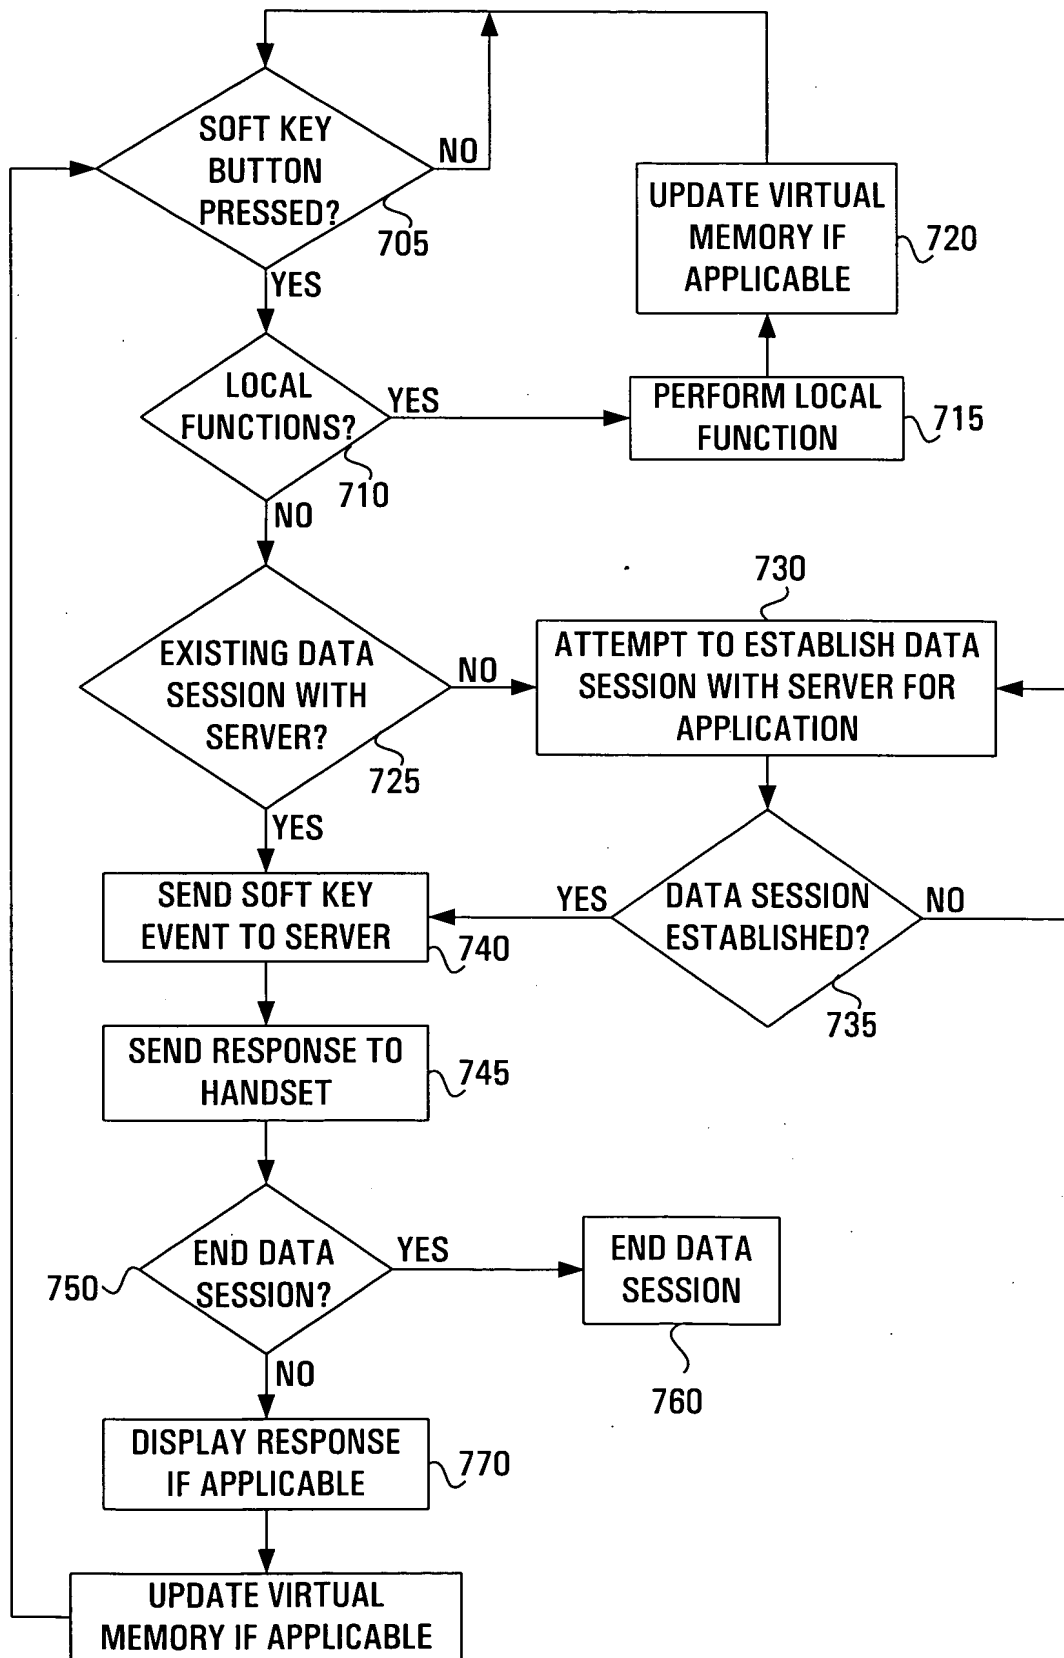 SOFT KEY
BUTTON
PRESSED?
NO
705
YES
UPDATE VIRTUAL
MEMORY IF
APPLICABLE
720
LOCAL
FUNCTIONS?
YES
710
NO
PERFORM LOCAL
FUNCTION
715
EXISTING DATA
SESSION WITH
SERVER?
NO
725
YES
730
ATTEMPT TO ESTABLISH DATA
SESSION WITH SERVER FOR
APPLICATION
DATA SESSION
ESTABLISHED?
YES
NO
735
SEND SOFT KEY
EVENT TO SERVER
740
SEND RESPONSE TO
HANDSET
745
END DATA
SESSION?
750
YES
NO
END DATA
SESSION
760
DISPLAY RESPONSE
IF APPLICABLE
770
UPDATE VIRTUAL
MEMORY IF APPLICABLE